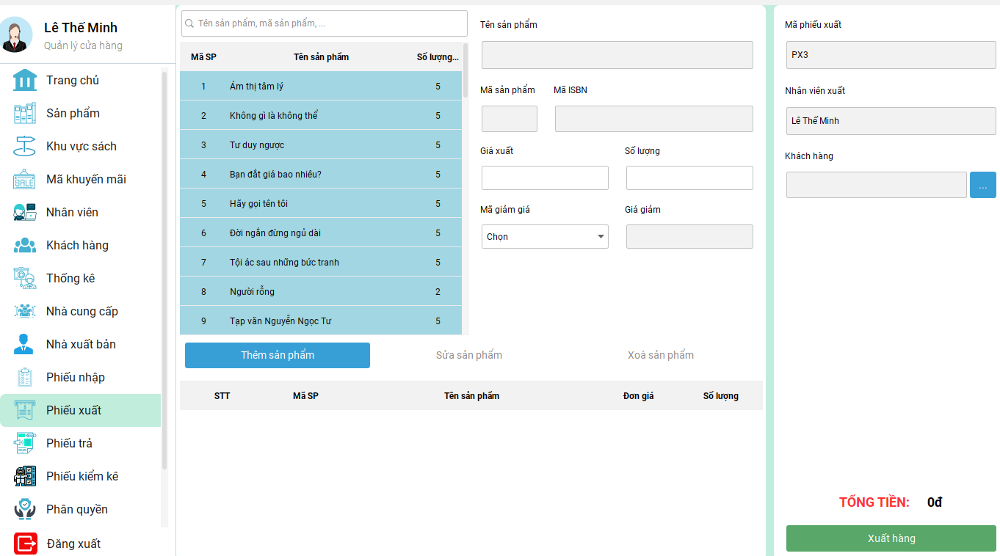 Lê Thế Minh
Quản lý cửa hàng
Trang chủ
Sản phẩm
Khu vực sách
SALE
Mã khuyến mãi
Nhân viên
Khách hàng
Thống kê
Nhà cung cấp
Nhà xuất bản
Phiếu nhập
Phiếu xuất
Phiếu trả
Phiếu kiểm kê
Phân quyền
Đăng xuất
Tên sản phẩm, mã sản phẩm, ...
Mã SP Tên sản phẩm Số lượng...
1 Ám thị tâm lý 5
2 Không gì là không thể 5
3 Tư duy ngược 5
4 Bạn đắt giá bao nhiêu? 5
5 Hãy gọi tên tôi 5
6 Đời ngắn đừng ngủ dài 5
7 Tội ác sau những bức tranh 5
8 Người rỗng 2
9 Tạp văn Nguyễn Ngọc Tư 5
Tên sản phẩm
Mã sản phẩm Mã ISBN
Giá xuất Số lượng
Mã giảm giá Giá giảm
Chọn
Thêm sản phẩm Sửa sản phẩm Xoá sản phẩm
STT Mã SP Tên sản phẩm Đơn giá Số lượng
Mã phiếu xuất
PX3
Nhân viên xuất
Lê Thế Minh
Khách hàng
...
TỔNG TIỀN: 0đ
Xuất hàng